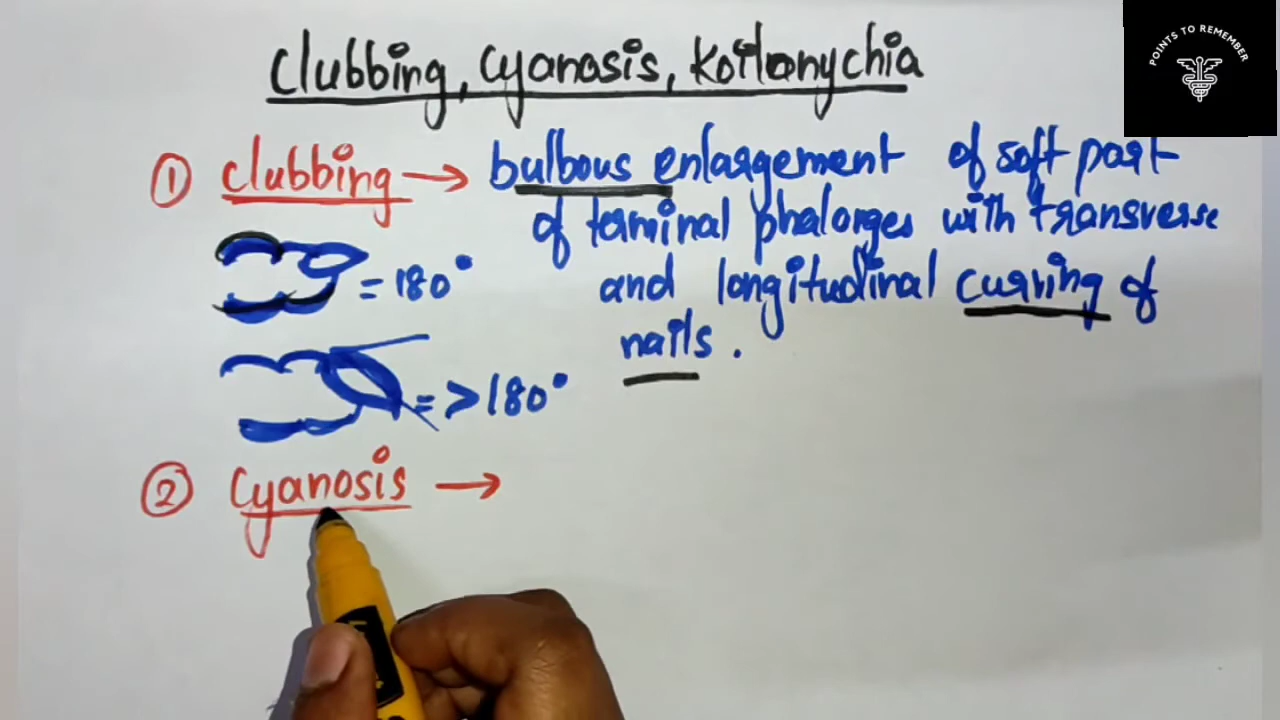 Clubbing, Cyanosis, Koilonychia
POINTS TO REMEMBER
① clubbing → bulbous enlargement of soft part
of terminal phalanges with transverse
and longitudinal curving of
nails.
= 180°
= >180°
② Cyanosis →